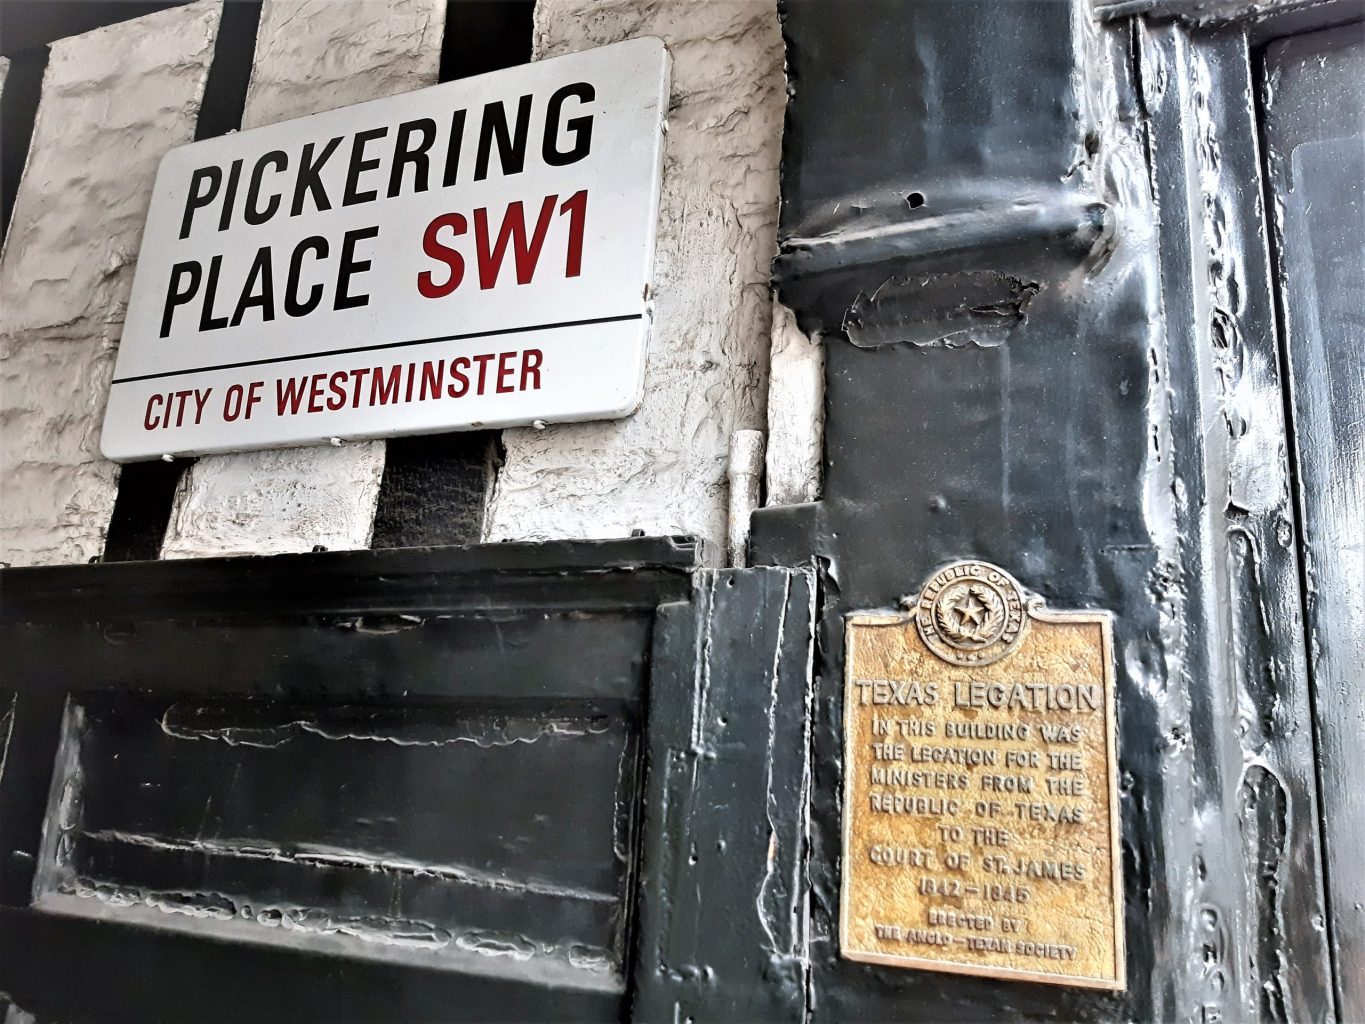 PICKERING
PLACE SW1
CITY OF WESTMINSTER
THE REPUBLIC OF TEXAS
TEXAS LEGATION
IN THIS BUILDING WAS
THE LEGATION FOR THE
MINISTERS FROM THE
REPUBLIC OF TEXAS
TO THE
COURT OF ST. JAMES
1842-1845
ERECTED BY
THE ANGLO-TEXAN SOCIETY